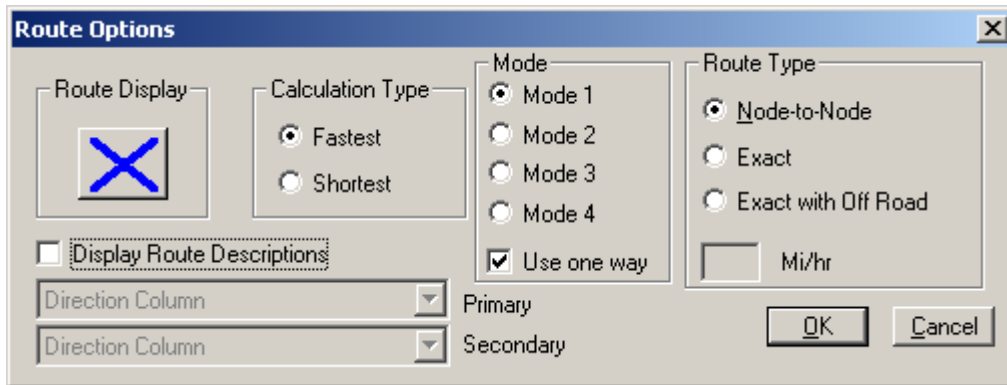 Route Options
Route Display
Calculation Type
Fastest
Shortest
Mode
Mode 1
Mode 2
Mode 3
Mode 4
Use one way
Route Type
Node-to-Node
Exact
Exact with Off Road
Mi/hr
Display Route Descriptions
Direction Column
Primary
Direction Column
Secondary
OK
Cancel